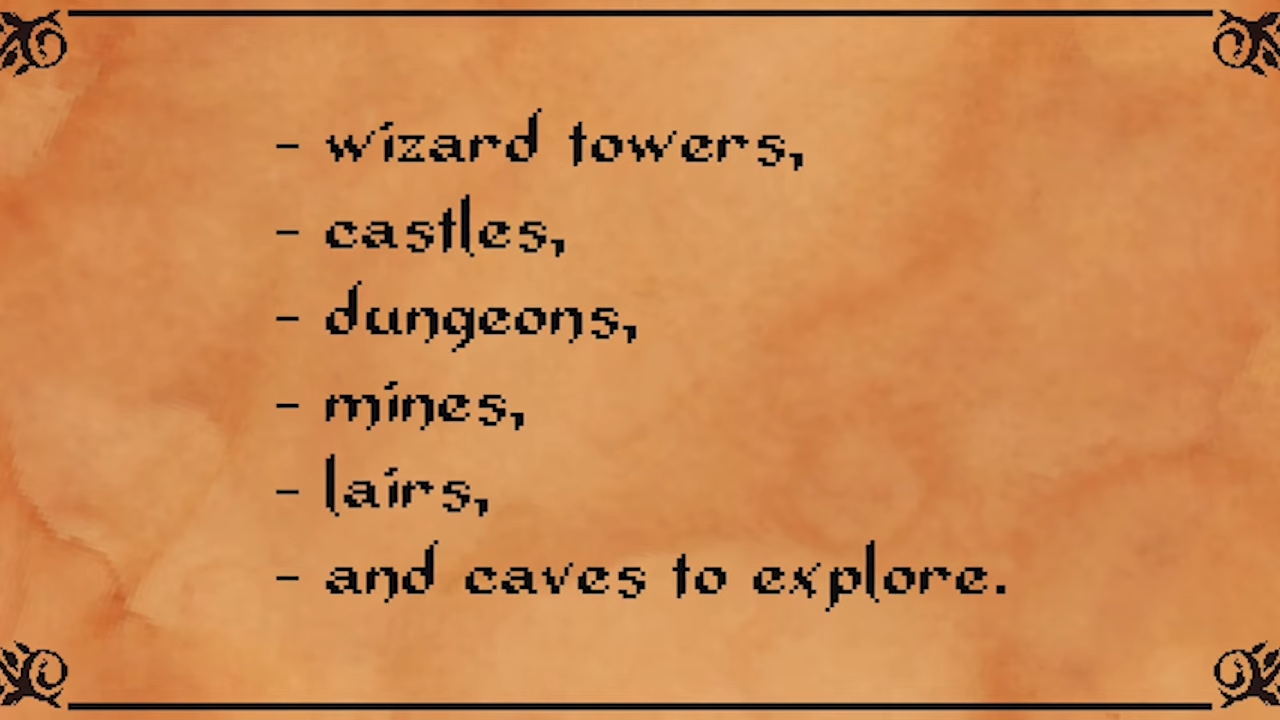 - wizard towers,
- castles,
- dungeons,
- mines,
- lairs,
- and caves to explore.